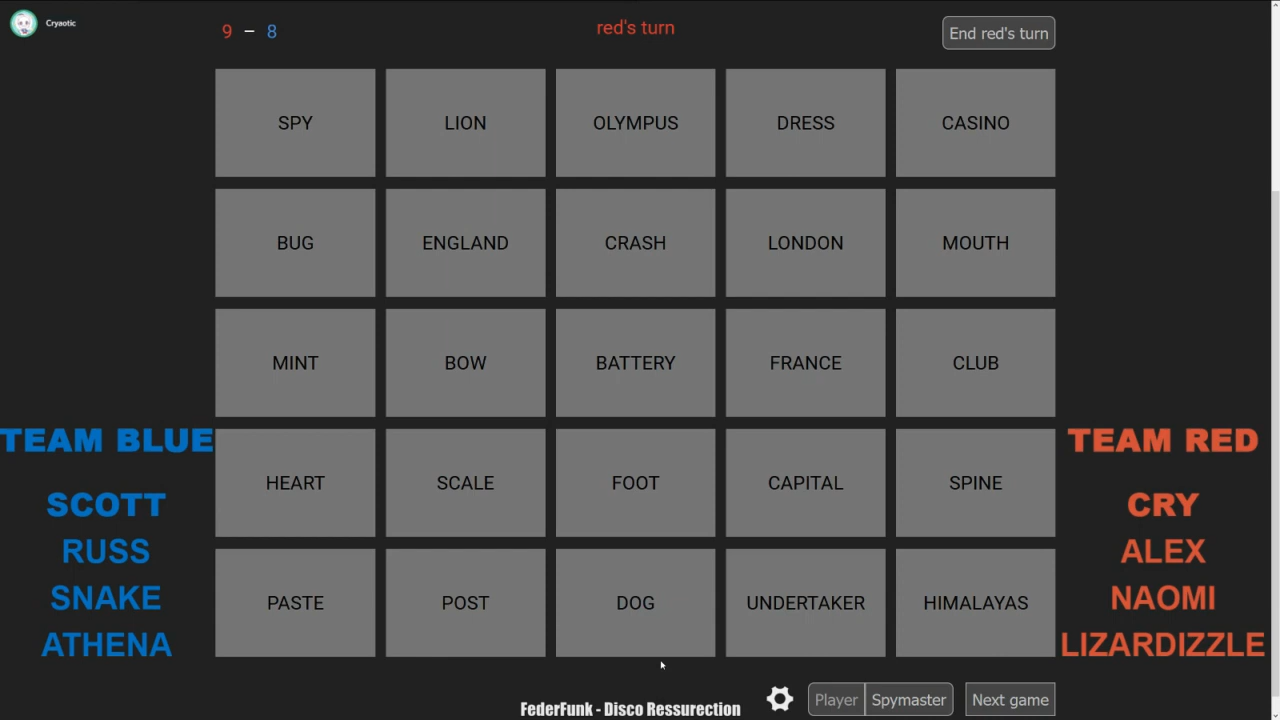 Cryaotic
9 – 8
red's turn
End red's turn
SPY
LION
OLYMPUS
DRESS
CASINO
BUG
ENGLAND
CRASH
LONDON
MOUTH
MINT
BOW
BATTERY
FRANCE
CLUB
HEART
SCALE
FOOT
CAPITAL
SPINE
PASTE
POST
DOG
UNDERTAKER
HIMALAYAS
TEAM BLUE
SCOTT
RUSS
SNAKE
ATHENA
TEAM RED
CRY
ALEX
NAOMI
LIZARDIZZLE
FederFunk - Disco Ressurection
Player
Spymaster
Next game